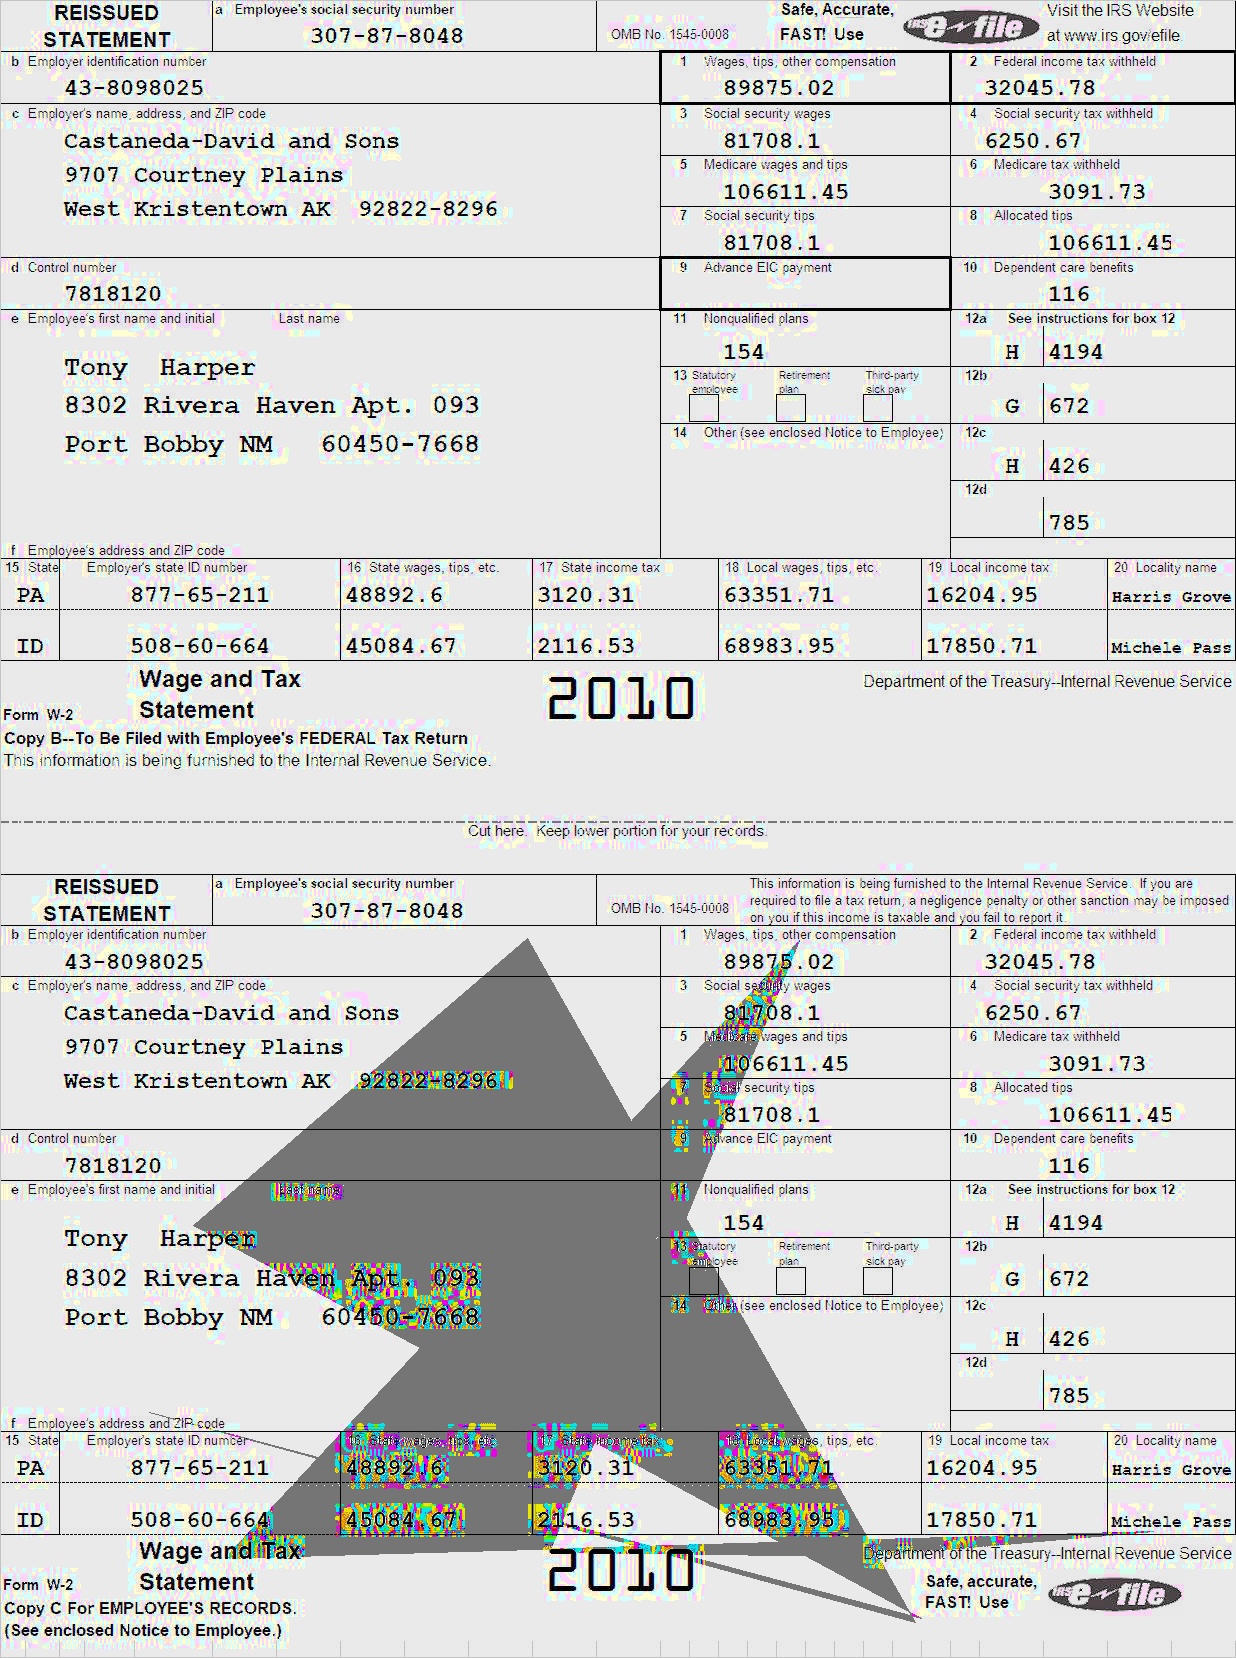 REISSUED STATEMENT
a Employee's social security number
307-87-8048
OMB No. 1545-0008
Safe, Accurate, FAST! Use
IRS e-file
Visit the IRS Website at www.irs.gov/efile
b Employer identification number
43-8098025
1 Wages, tips, other compensation
89875.02
2 Federal income tax withheld
32045.78
c Employer's name, address, and ZIP code
Castaneda-David and Sons
9707 Courtney Plains
West Kristentown AK 92822-8296
3 Social security wages
81708.1
4 Social security tax withheld
6250.67
5 Medicare wages and tips
106611.45
6 Medicare tax withheld
3091.73
7 Social security tips
81708.1
8 Allocated tips
106611.45
d Control number
7818120
9 Advance EIC payment
10 Dependent care benefits
116
e Employee's first name and initial Last name
Tony Harper
8302 Rivera Haven Apt. 093
Port Bobby NM 60450-7668
11 Nonqualified plans
154
12a See instructions for box 12
H 4194
13 Statutory employee Retirement plan Third-party sick pay
12b
G 672
14 Other (see enclosed Notice to Employee)
12c
H 426
12d
785
f Employee's address and ZIP code
15 State Employer's state ID number 16 State wages, tips, etc. 17 State income tax 18 Local wages, tips, etc. 19 Local income tax 20 Locality name
PA 877-65-211 48892.6 3120.31 63351.71 16204.95 Harris Grove
ID 508-60-664 45084.67 2116.53 68983.95 17850.71 Michele Pass
Form W-2 Wage and Tax Statement
2010
Department of the Treasury--Internal Revenue Service
Copy B--To Be Filed with Employee's FEDERAL Tax Return
This information is being furnished to the Internal Revenue Service.
Cut here. Keep lower portion for your records.
REISSUED STATEMENT
a Employee's social security number
307-87-8048
OMB No. 1545-0008
This information is being furnished to the Internal Revenue Service. If you are
required to file a tax return, a negligence penalty or other sanction may be imposed
on you if this income is taxable and you fail to report it.
b Employer identification number
43-8098025
1 Wages, tips, other compensation
89875.02
2 Federal income tax withheld
32045.78
c Employer's name, address, and ZIP code
Castaneda-David and Sons
9707 Courtney Plains
West Kristentown AK 92822-8296
3 Social security wages
81708.1
4 Social security tax withheld
6250.67
5 Medicare wages and tips
106611.45
6 Medicare tax withheld
3091.73
7 Social security tips
81708.1
8 Allocated tips
106611.45
d Control number
7818120
9 Advance EIC payment
10 Dependent care benefits
116
e Employee's first name and initial Last name
Tony Harper
8302 Rivera Haven Apt. 093
Port Bobby NM 60450-7668
11 Nonqualified plans
154
12a See instructions for box 12
H 4194
13 Statutory employee Retirement plan Third-party sick pay
12b
G 672
14 Other (see enclosed Notice to Employee)
12c
H 426
12d
785
f Employee's address and ZIP code
15 State Employer's state ID number 16 State wages, tips, etc. 17 State income tax 18 Local wages, tips, etc. 19 Local income tax 20 Locality name
PA 877-65-211 48892.6 3120.31 63351.71 16204.95 Harris Grove
ID 508-60-664 45084.67 2116.53 68983.95 17850.71 Michele Pass
Form W-2 Wage and Tax Statement
2010
Department of the Treasury--Internal Revenue Service
Safe, accurate, FAST! Use
IRS e-file
Copy C For EMPLOYEE'S RECORDS.
(See enclosed Notice to Employee.)